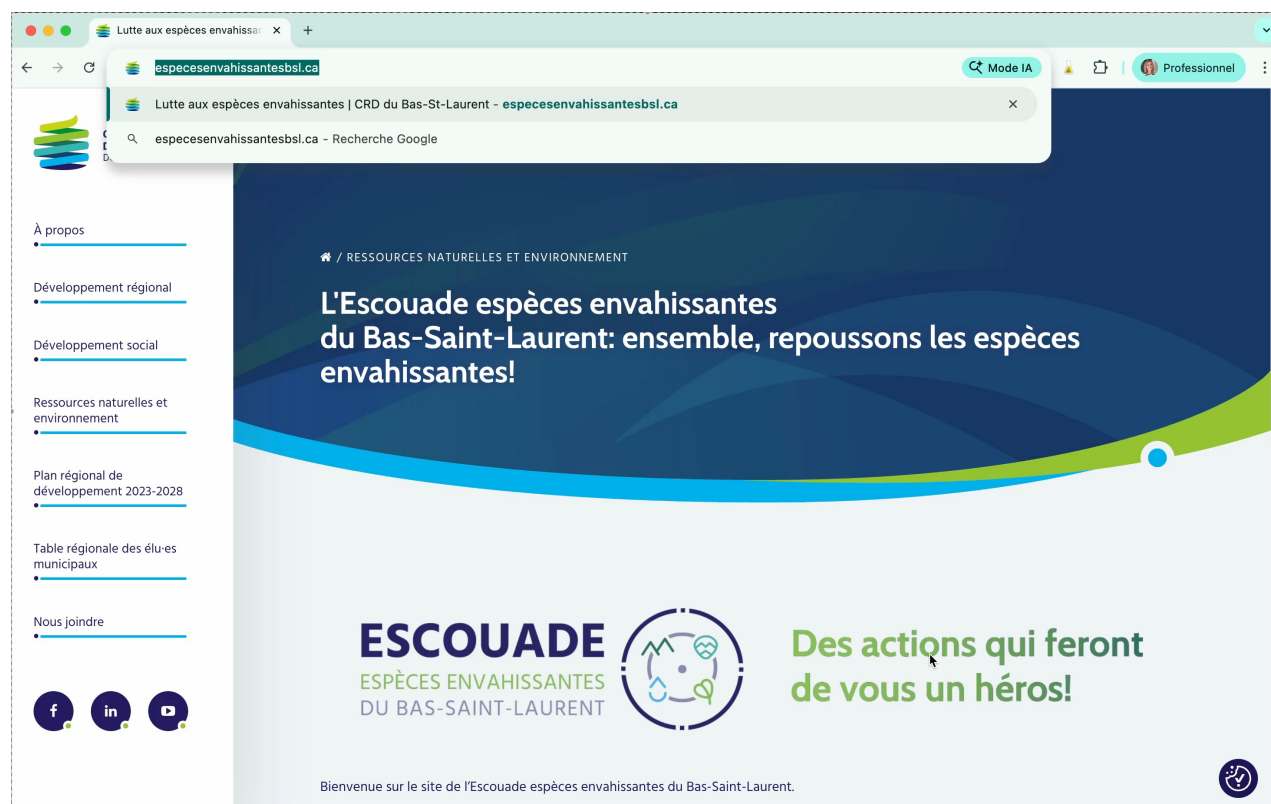 Lutte aux espèces envahissar
especesenvahissantesbsl.ca
Mode IA
Professionnel
Lutte aux espèces envahissantes | CRD du Bas-St-Laurent - especesenvahissantesbsl.ca
especesenvahissantesbsl.ca - Recherche Google
À propos
Développement régional
Développement social
Ressources naturelles et
environnement
Plan régional de
développement 2023-2028
Table régionale des élu·es
municipaux
Nous joindre
/ RESSOURCES NATURELLES ET ENVIRONNEMENT
L'Escouade espèces envahissantes
du Bas-Saint-Laurent: ensemble, repoussons les espèces
envahissantes!
ESCOUADE
ESPÈCES ENVAHISSANTES
DU BAS-SAINT-LAURENT
Des actions qui feront
de vous un héros!
Bienvenue sur le site de l'Escouade espèces envahissantes du Bas-Saint-Laurent.